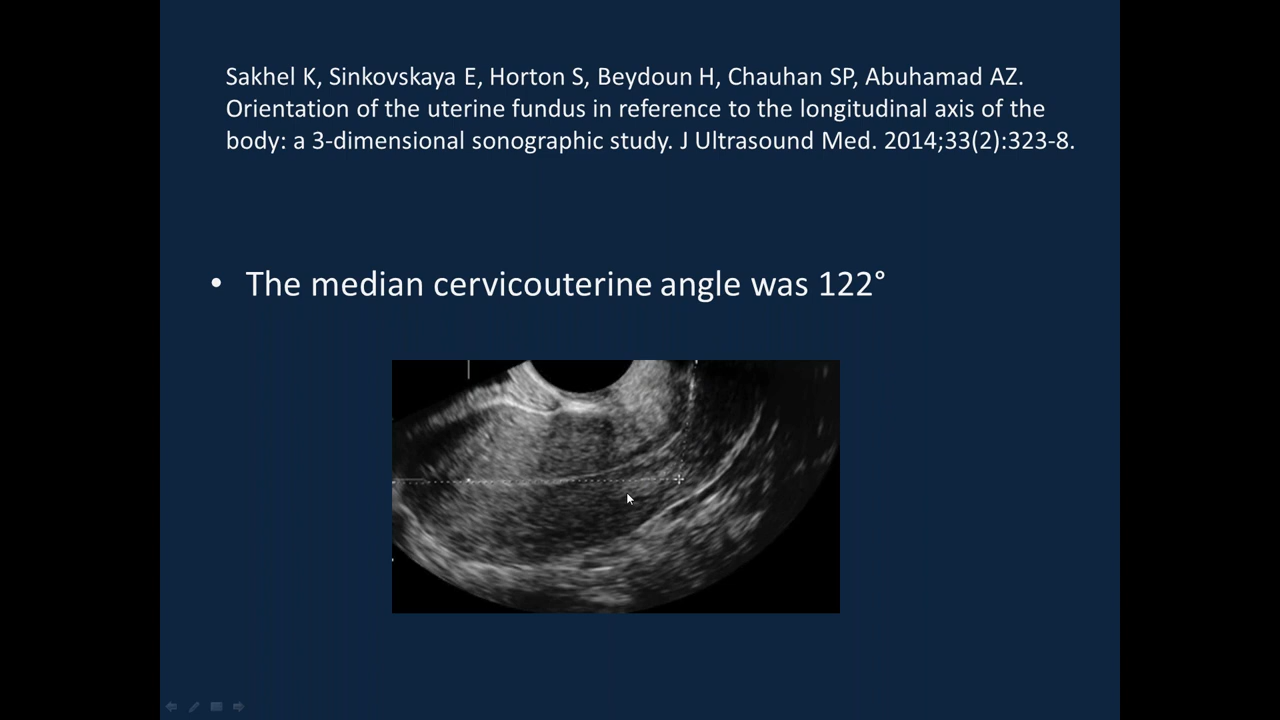 Sakhel K, Sinkovskaya E, Horton S, Beydoun H, Chauhan SP, Abuhamad AZ.
Orientation of the uterine fundus in reference to the longitudinal axis of the
body: a 3-dimensional sonographic study. J Ultrasound Med. 2014;33(2):323-8.
• The median cervicouterine angle was 122°